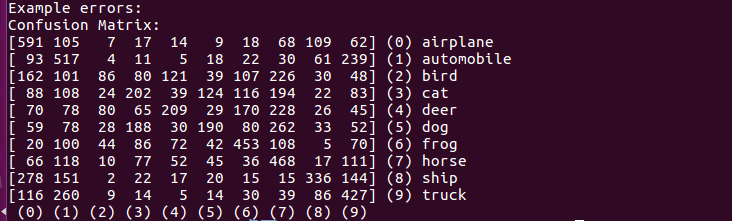 Example errors:
Confusion Matrix:
[591 105   7  17  14   9  18  68 109  62] (0) airplane
[ 93 517   4  11   5  18  22  30  61 239] (1) automobile
[162 101  86  80 121  39 107 226  30  48] (2) bird
[ 88 108  24 202  39 124 116 194  22  83] (3) cat
[ 70  78  80  65 209  29 170 228  26  45] (4) deer
[ 59  78  28 188  30 190  80 262  33  52] (5) dog
[ 20 100  44  86  72  42 453 108   5  70] (6) frog
[ 66 118  10  77  52  45  36 468  17 111] (7) horse
[278 151   2  22  17  20  15  15 336 144] (8) ship
[116 260   9  14   5  14  30  39  86 427] (9) truck
 (0) (1) (2) (3) (4) (5) (6) (7) (8) (9)